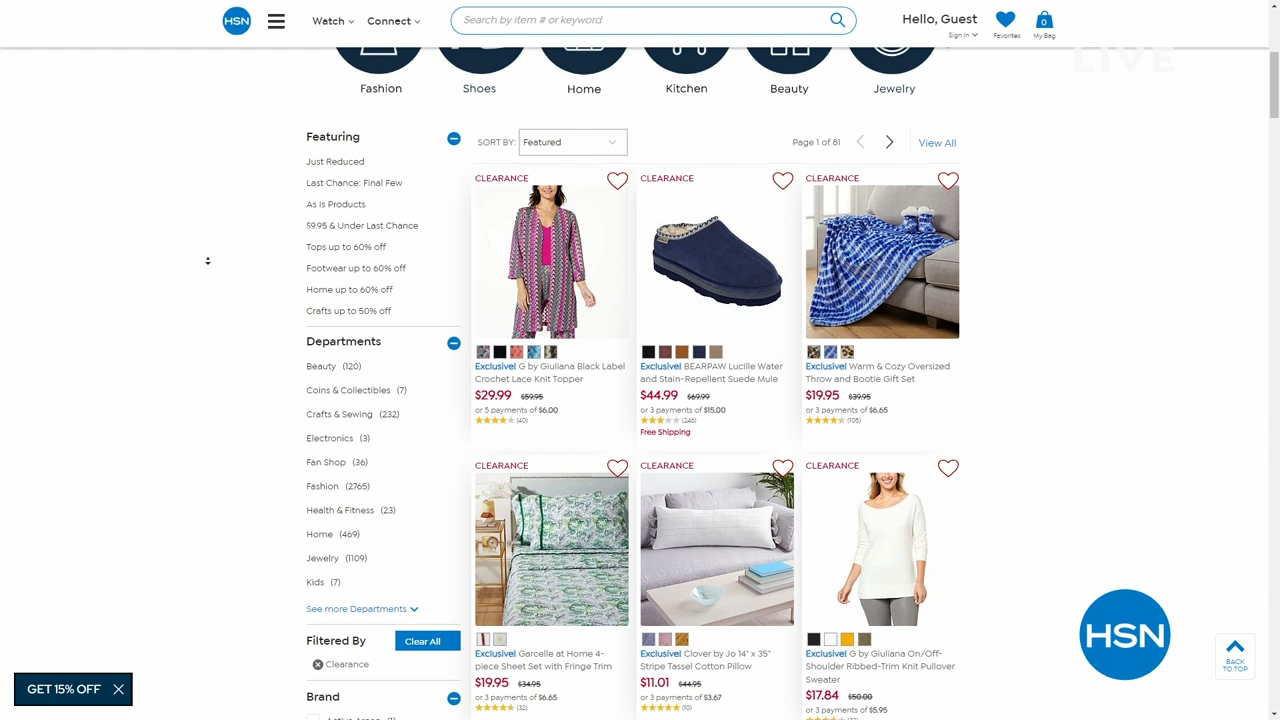 HSN
Watch
Connect
Search by item # or keyword
Hello, Guest
Sign In
Favorites
0
My Bag
LIVE
Fashion
Shoes
Home
Kitchen
Beauty
Jewelry
Featuring
Just Reduced
Last Chance: Final Few
As Is Products
$9.95 & Under Last Chance
Tops up to 60% off
Footwear up to 60% off
Home up to 60% off
Crafts up to 50% off
Departments
Beauty (120)
Coins & Collectibles (7)
Crafts & Sewing (232)
Electronics (3)
Fan Shop (36)
Fashion (2765)
Health & Fitness (23)
Home (469)
Jewelry (1109)
Kids (7)
See more Departments
Filtered By
Clear All
Clearance
Brand
SORT BY:
Featured
Page 1 of 81
View All
CLEARANCE
Exclusive! G by Giuliana Black Label
Crochet Lace Knit Topper
$29.99 $59.95
or 5 payments of $6.00
(40)
CLEARANCE
Exclusive! BEARPAW Lucille Water
and Stain-Repellent Suede Mule
$44.99 $69.99
or 3 payments of $15.00
(246)
Free Shipping
CLEARANCE
Exclusive! Warm & Cozy Oversized
Throw and Bootie Gift Set
$19.95 $39.95
or 3 payments of $6.65
(105)
CLEARANCE
Exclusive! Garcelle at Home 4-
piece Sheet Set with Fringe Trim
$19.95 $34.95
or 3 payments of $6.65
(32)
CLEARANCE
Exclusive! Clover by Jo 14" x 35"
Stripe Tassel Cotton Pillow
$11.01 $44.95
or 3 payments of $3.67
(10)
CLEARANCE
Exclusive! G by Giuliana On/Off-
Shoulder Ribbed-Trim Knit Pullover
Sweater
$17.84 $50.00
or 3 payments of $5.95
GET 15% OFF
HSN
BACK
TO TOP